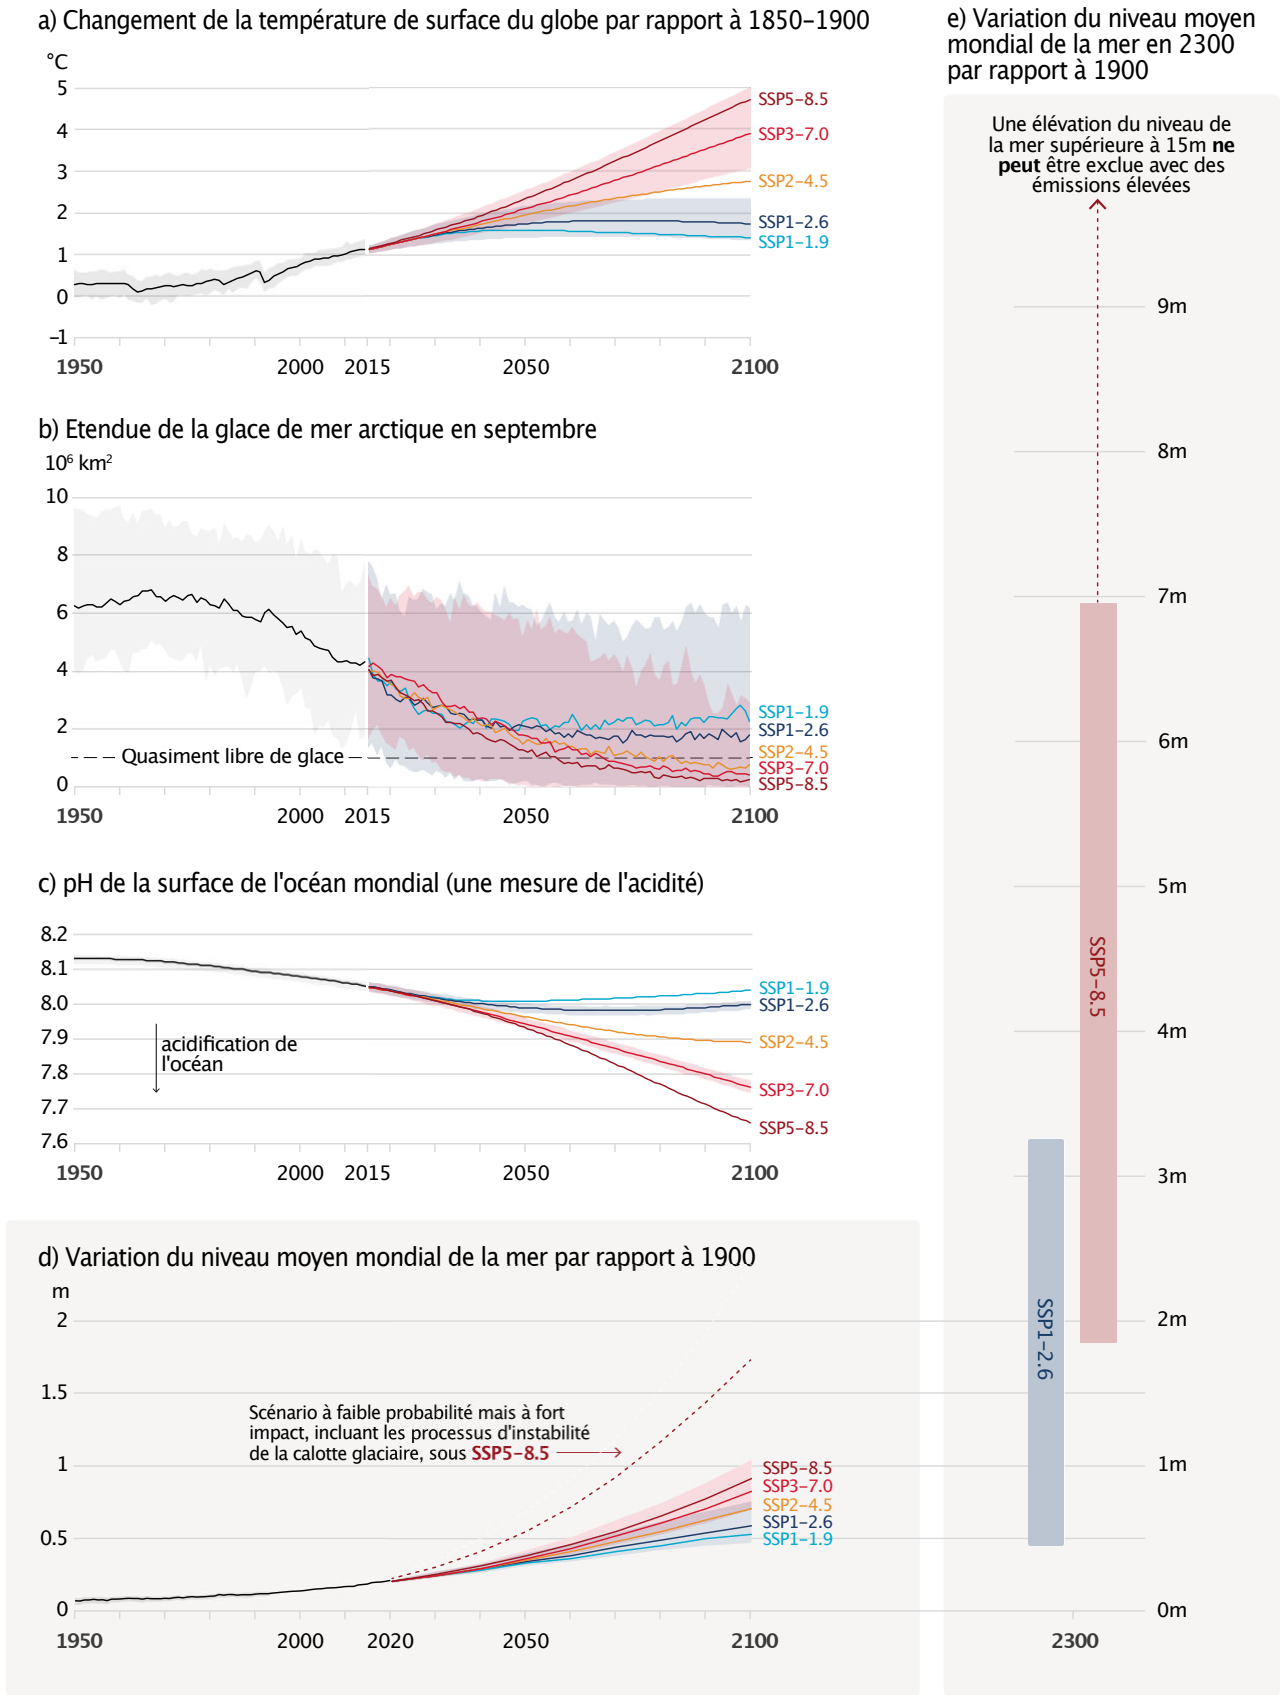 a) Changement de la température de surface du globe par rapport à 1850–1900
°C
5
4
3
2
1
0
–1
SSP5–8.5
SSP3–7.0
SSP2–4.5
SSP1–2.6
SSP1–1.9
1950
2000
2015
2050
2100
b) Etendue de la glace de mer arctique en septembre
10⁶ km²
10
8
6
4
2
0
Quasiment libre de glace
SSP1–1.9
SSP1–2.6
SSP2–4.5
SSP3–7.0
SSP5–8.5
1950
2000
2015
2050
2100
c) pH de la surface de l'océan mondial (une mesure de l'acidité)
8.2
8.1
8.0
7.9
7.8
7.7
7.6
acidification de
l'océan
SSP1–1.9
SSP1–2.6
SSP2–4.5
SSP3–7.0
SSP5–8.5
1950
2000
2015
2050
2100
d) Variation du niveau moyen mondial de la mer par rapport à 1900
m
2
1.5
1
0.5
0
Scénario à faible probabilité mais à fort
impact, incluant les processus d'instabilité
de la calotte glaciaire, sous SSP5–8.5
SSP5–8.5
SSP3–7.0
SSP2–4.5
SSP1–2.6
SSP1–1.9
1950
2000
2020
2050
2100
e) Variation du niveau moyen
mondial de la mer en 2300
par rapport à 1900
Une élévation du niveau de
la mer supérieure à 15m ne
peut être exclue avec des
émissions élevées
9m
8m
7m
6m
5m
4m
3m
2m
1m
0m
SSP5–8.5
SSP1–2.6
2300